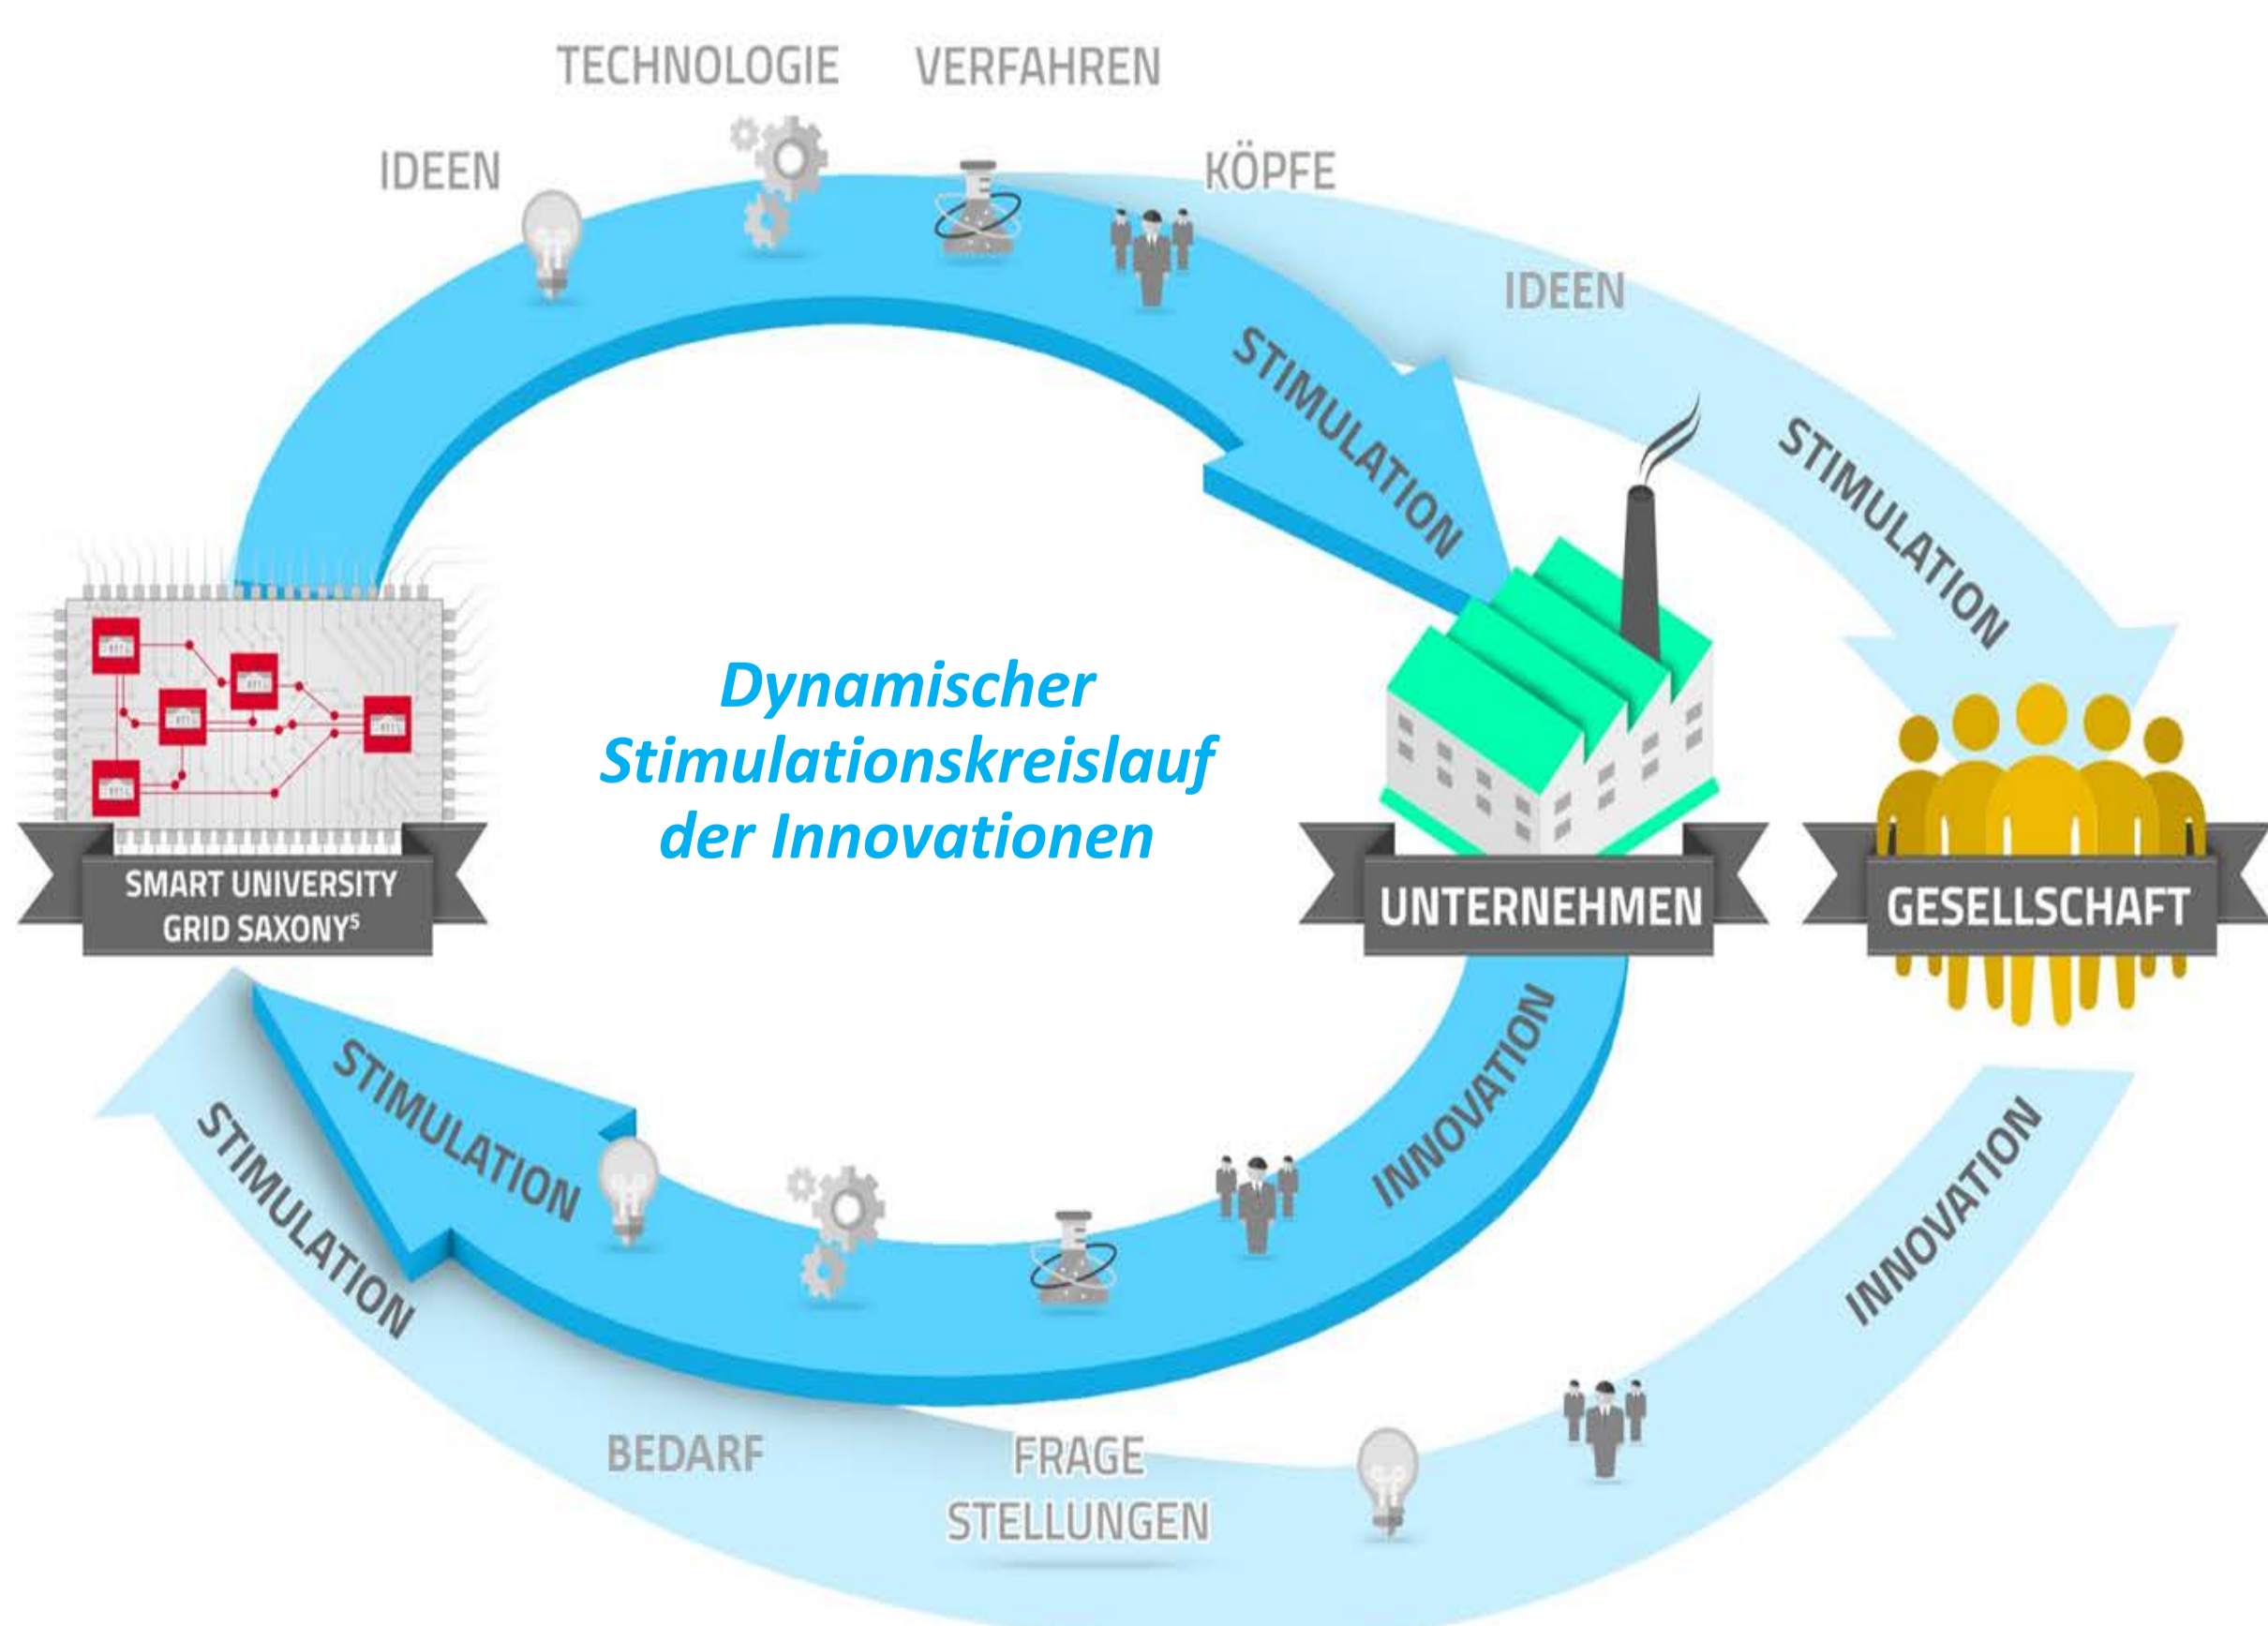 TECHNOLOGIE
VERFAHREN
IDEEN
KÖPFE
IDEEN
STIMULATION
STIMULATION
Dynamischer
Stimulationskreislauf
der Innovationen
SMART UNIVERSITY
GRID SAXONY⁵
UNTERNEHMEN
GESELLSCHAFT
STIMULATION
INNOVATION
STIMULATION
INNOVATION
BEDARF
FRAGE
STELLUNGEN